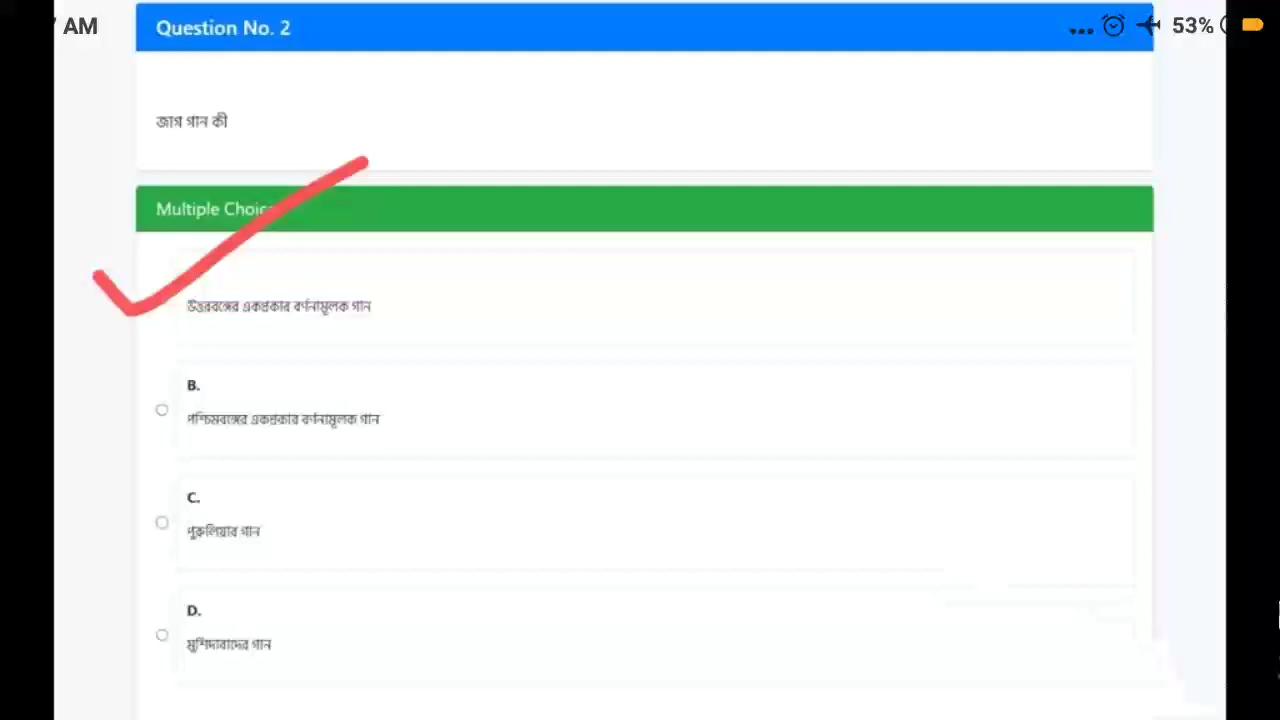 AM
Question No. 2
53%
জাগ গান কী
Multiple Choic
উত্তরবঙ্গের একপ্রকার বর্ণনামূলক গান
B.
পশ্চিমবঙ্গের একপ্রকার বর্ণনামূলক গান
C.
পুরুলিয়ার গান
D.
মুর্শিদাবাদের গান